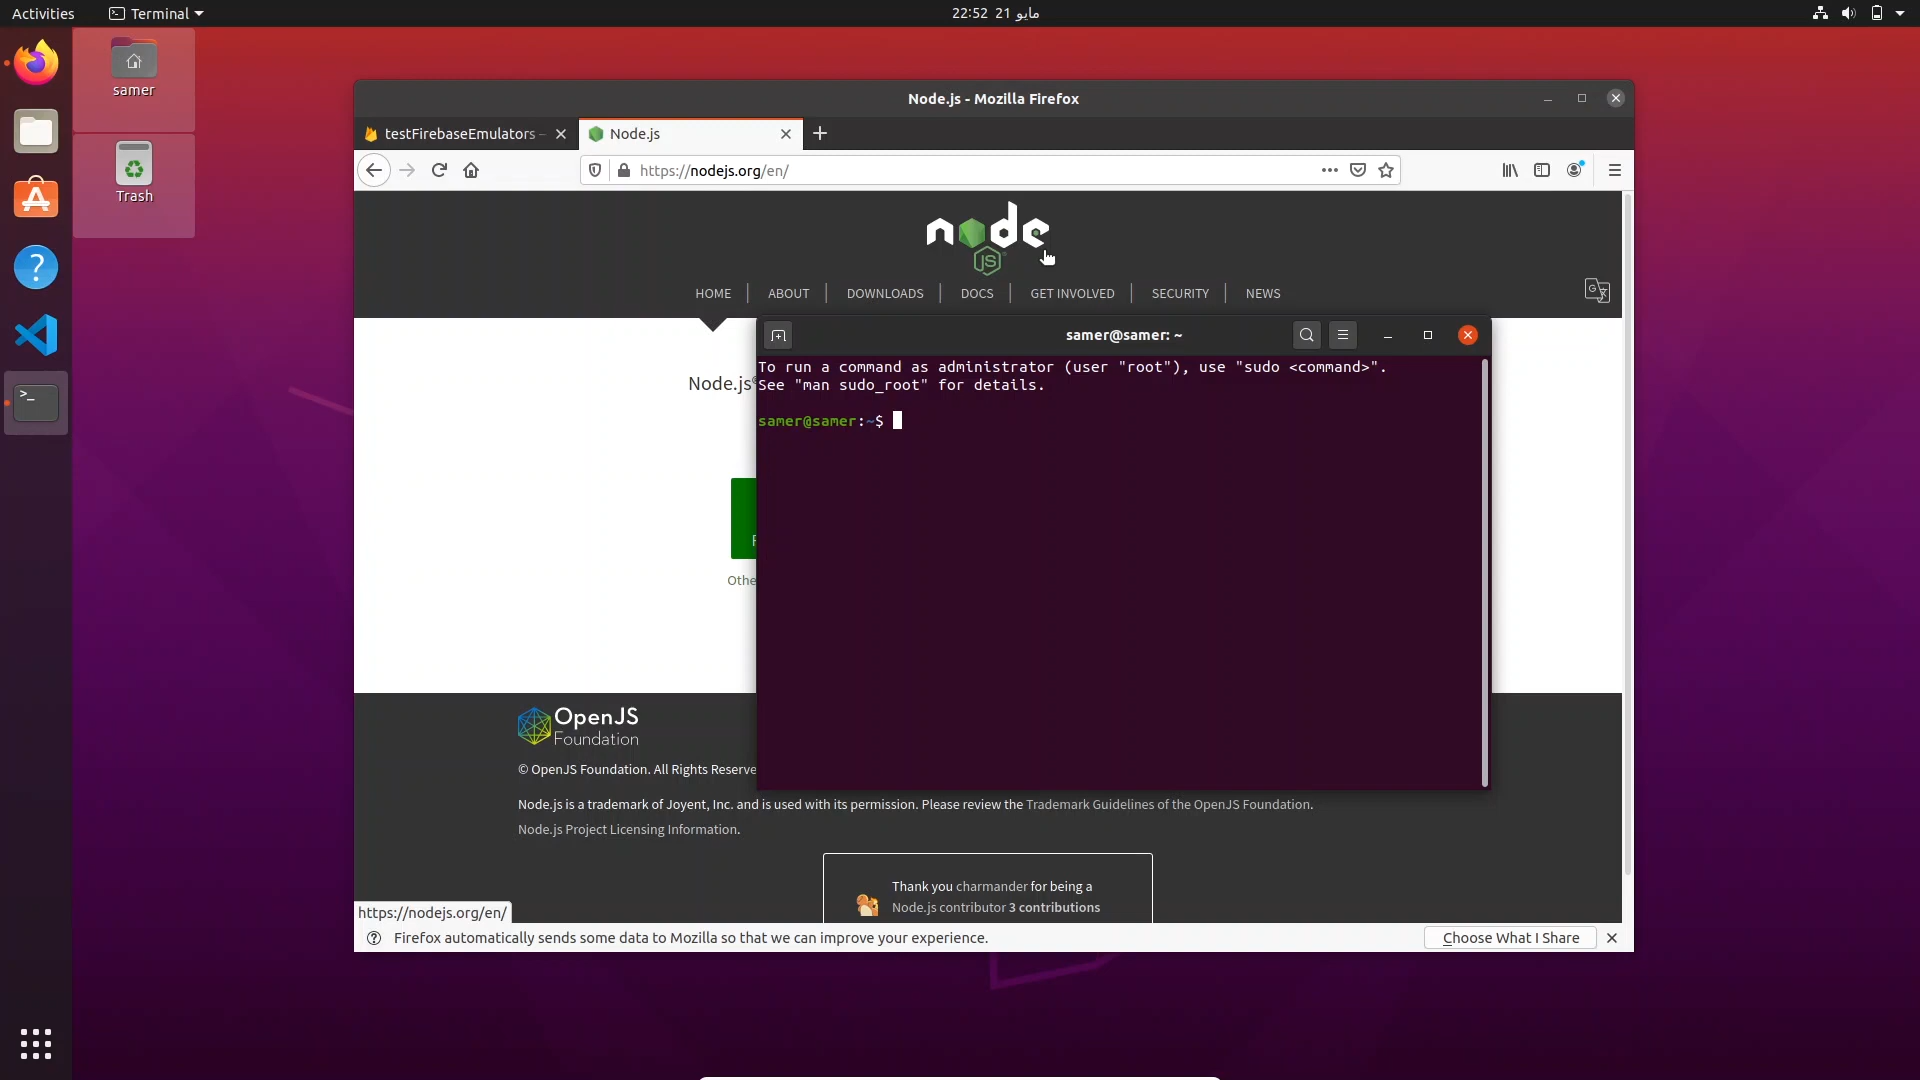 Activities
Terminal
22:52 21 مايو
samer
Trash
Node.js - Mozilla Firefox
testFirebaseEmulators –
Node.js
https://nodejs.org/en/
node
JS
HOME
ABOUT
DOWNLOADS
DOCS
GET INVOLVED
SECURITY
NEWS
Node.js®
Othe
samer@samer: ~
To run a command as administrator (user "root"), use "sudo <command>".
See "man sudo_root" for details.
samer@samer:~$
OpenJS
Foundation
© OpenJS Foundation. All Rights Reserve
Node.js is a trademark of Joyent, Inc. and is used with its permission. Please review the Trademark Guidelines of the OpenJS Foundation.
Node.js Project Licensing Information.
Thank you charmander for being a
Node.js contributor 3 contributions
https://nodejs.org/en/
Firefox automatically sends some data to Mozilla so that we can improve your experience.
Choose What I Share